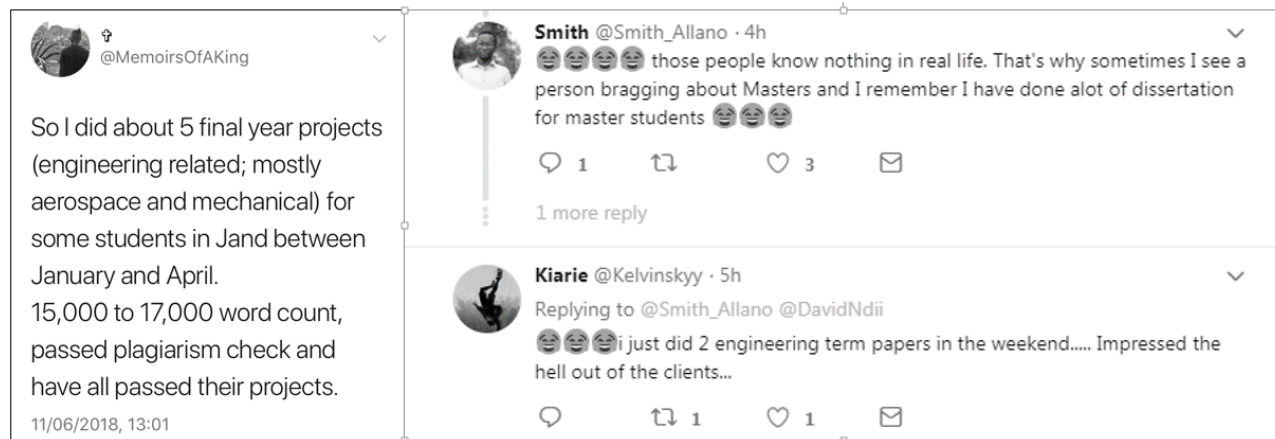 ✞
@MemoirsOfAKing
So I did about 5 final year projects
(engineering related; mostly
aerospace and mechanical) for
some students in Jand between
January and April.
15,000 to 17,000 word count,
passed plagiarism check and
have all passed their projects.
11/06/2018, 13:01
Smith @Smith_Allano · 4h
😂😂😂😂 those people know nothing in real life. That's why sometimes I see a
person bragging about Masters and I remember I have done alot of dissertation
for master students 😂😂😂
1 3
1 more reply
Kiarie @Kelvinskyy · 5h
Replying to @Smith_Allano @DavidNdii
😂😂😂i just did 2 engineering term papers in the weekend..... Impressed the
hell out of the clients...
1 1